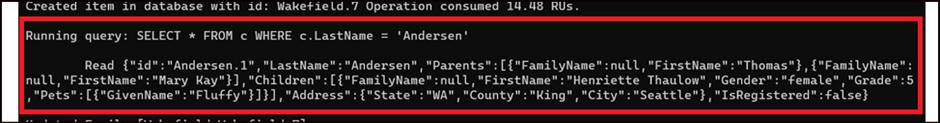 Created item in database with id: Wakefield.7 Operation consumed 14.48 RUs.
Running query: SELECT * FROM c WHERE c.LastName = 'Andersen'
Read {"id":"Andersen.1","LastName":"Andersen","Parents":[{"FamilyName":null,"FirstName":"Thomas"},{"FamilyName":
null,"FirstName":"Mary Kay"}],"Children":[{"FamilyName":null,"FirstName":"Henriette Thaulow","Gender":"female","Grade":5
,"Pets":[{"GivenName":"Fluffy"}]}],"Address":{"State":"WA","County":"King","City":"Seattle"},"IsRegistered":false}